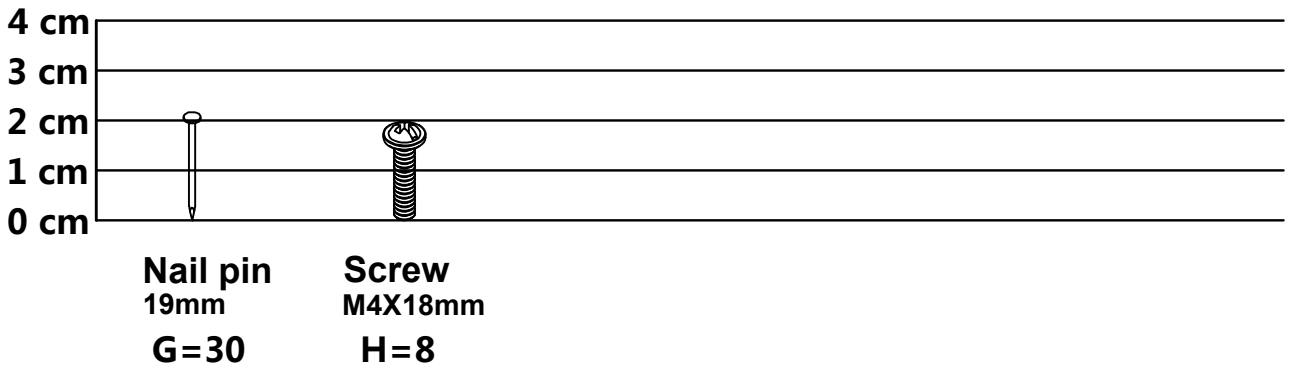 4 cm
3 cm
2 cm
1 cm
0 cm
Nail pin
19mm
G=30
Screw
M4X18mm
H=8